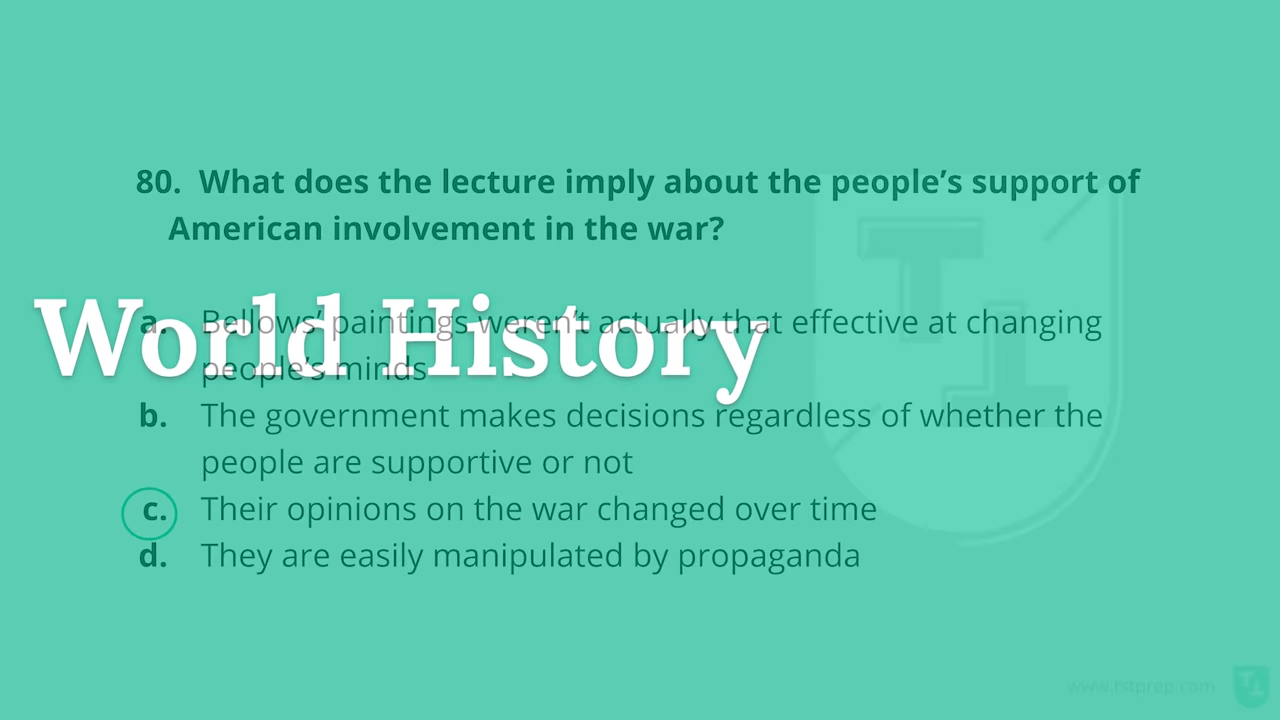 80. What does the lecture imply about the people’s support of
American involvement in the war?
World History
a. Bellows’ paintings weren’t actually that effective at changing
people’s minds
b. The government makes decisions regardless of whether the
people are supportive or not
c. Their opinions on the war changed over time
d. They are easily manipulated by propaganda
www.tstprep.com